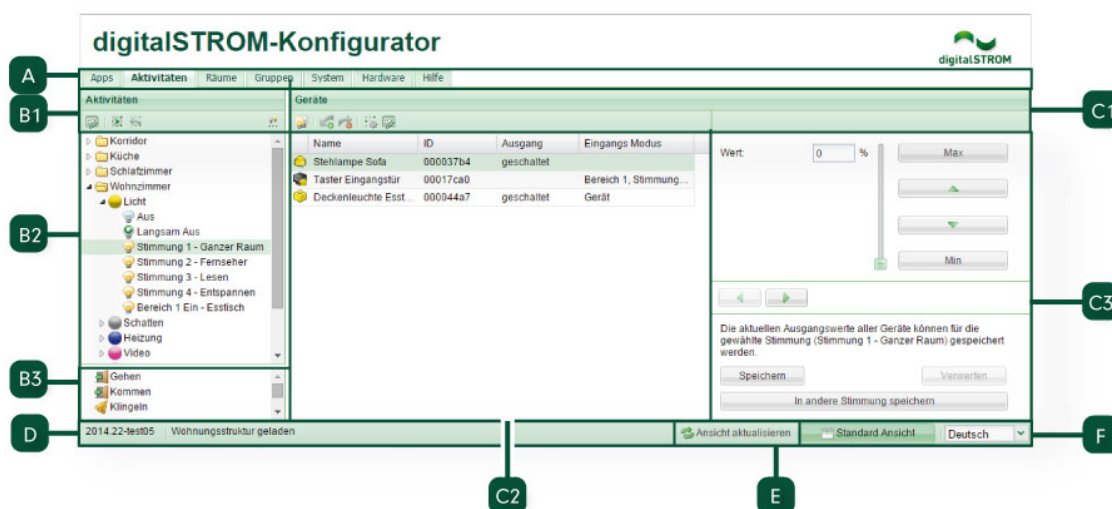 digitalSTROM-Konfigurator
digitalSTROM
A
Apps Aktivitäten Räume Gruppen System Hardware Hilfe
B1
Aktivitäten
Geräte
C1
B2
Korridor
Küche
Schlafzimmer
Wohnzimmer
Licht
Aus
Langsam Aus
Stimmung 1 - Ganzer Raum
Stimmung 2 - Fernseher
Stimmung 3 - Lesen
Stimmung 4 - Entspannen
Bereich 1 Ein - Esstisch
Schatten
Heizung
Video
B3
Gehen
Kommen
Klingeln
Name ID Ausgang Eingangs Modus
Stehlampe Sofa 000037b4 geschaltet
Taster Eingangstür 00017ca0 Bereich 1, Stimmung...
Deckenleuchte Esst... 000044a7 geschaltet Gerät
Wert: 0 % Max
Min
C3
Die aktuellen Ausgangswerte aller Geräte können für die
gewählte Stimmung (Stimmung 1 - Ganzer Raum) gespeichert
werden.
Speichern Verwerfen
In andere Stimmung speichern
D
2014.22-test05 Wohnungsstruktur geladen
Ansicht aktualisieren Standard Ansicht Deutsch
F
C2
E